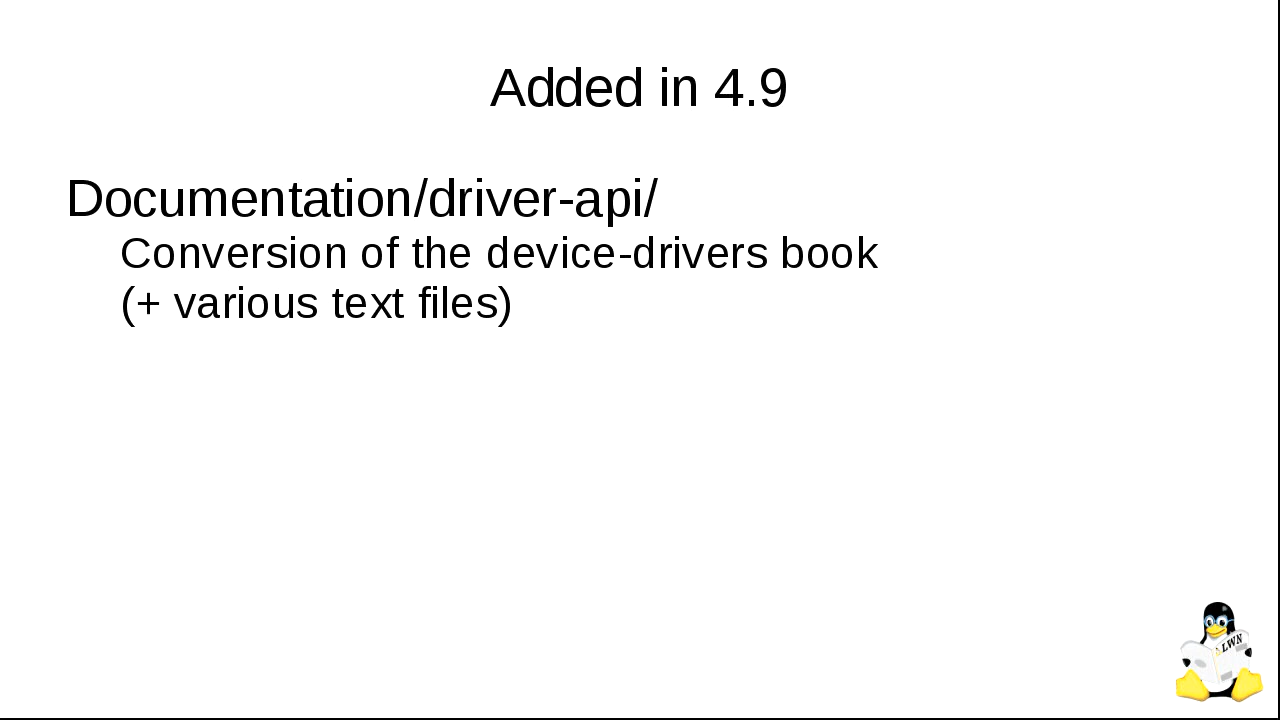 Added in 4.9
Documentation/driver-api/
Conversion of the device-drivers book
(+ various text files)
LWN